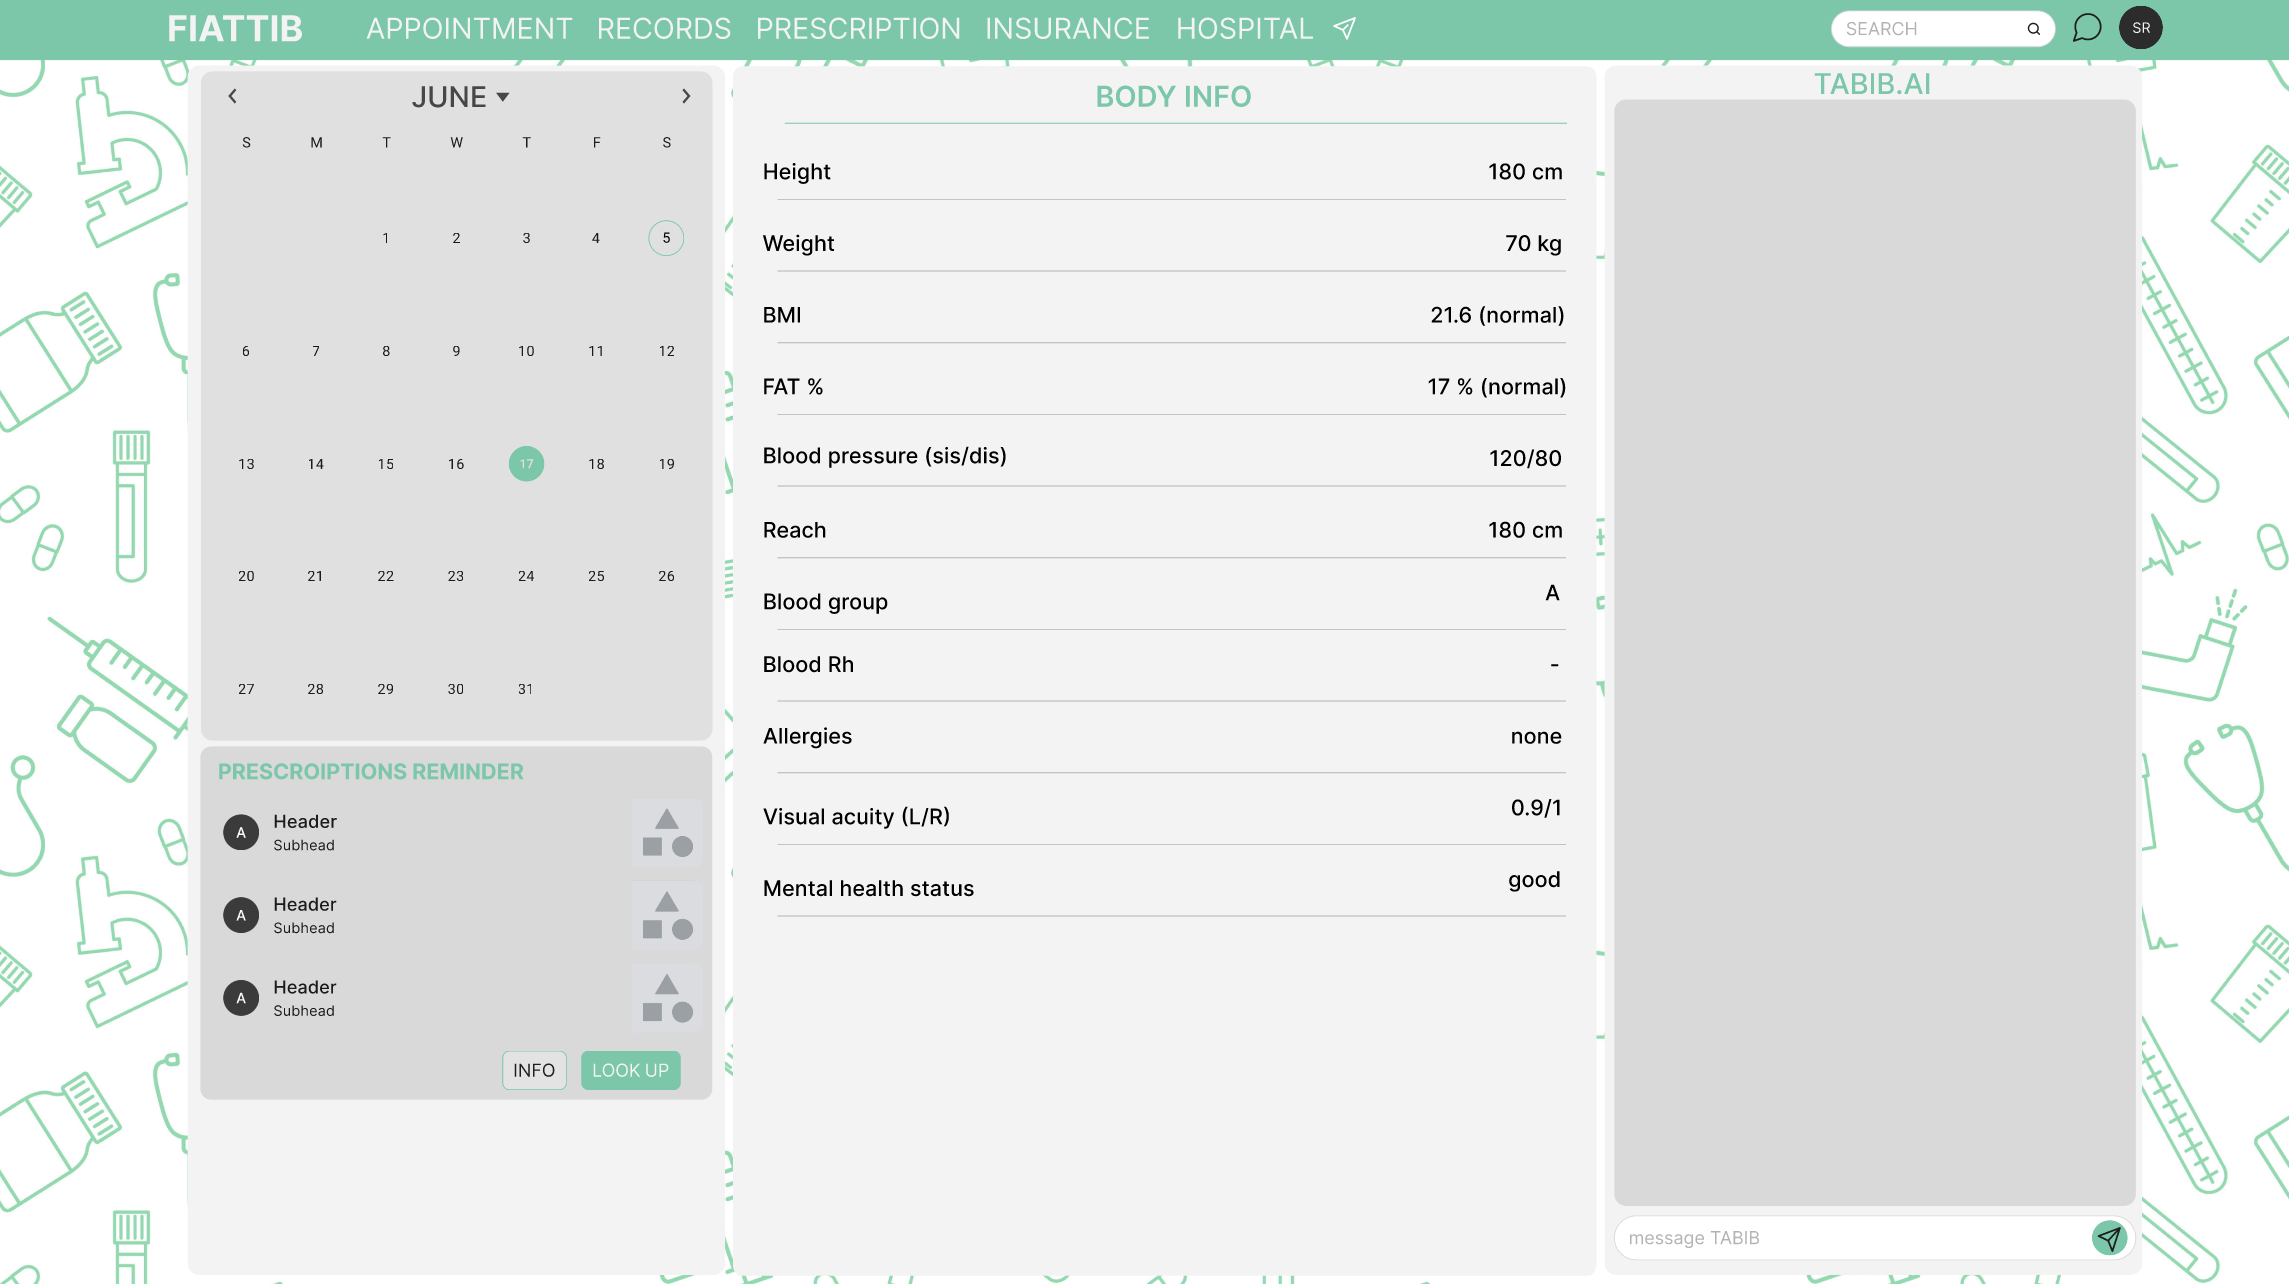 FIATTIB APPOINTMENT RECORDS PRESCRIPTION INSURANCE HOSPITAL SEARCH SR
JUNE
S M T W T F S
1 2 3 4 5
6 7 8 9 10 11 12
13 14 15 16 17 18 19
20 21 22 23 24 25 26
27 28 29 30 31
PRESCROIPTIONS REMINDER
A Header
Subhead
A Header
Subhead
A Header
Subhead
INFO LOOK UP
BODY INFO
Height 180 cm
Weight 70 kg
BMI 21.6 (normal)
FAT % 17 % (normal)
Blood pressure (sis/dis) 120/80
Reach 180 cm
Blood group A
Blood Rh -
Allergies none
Visual acuity (L/R) 0.9/1
Mental health status good
TABIB.AI
message TABIB